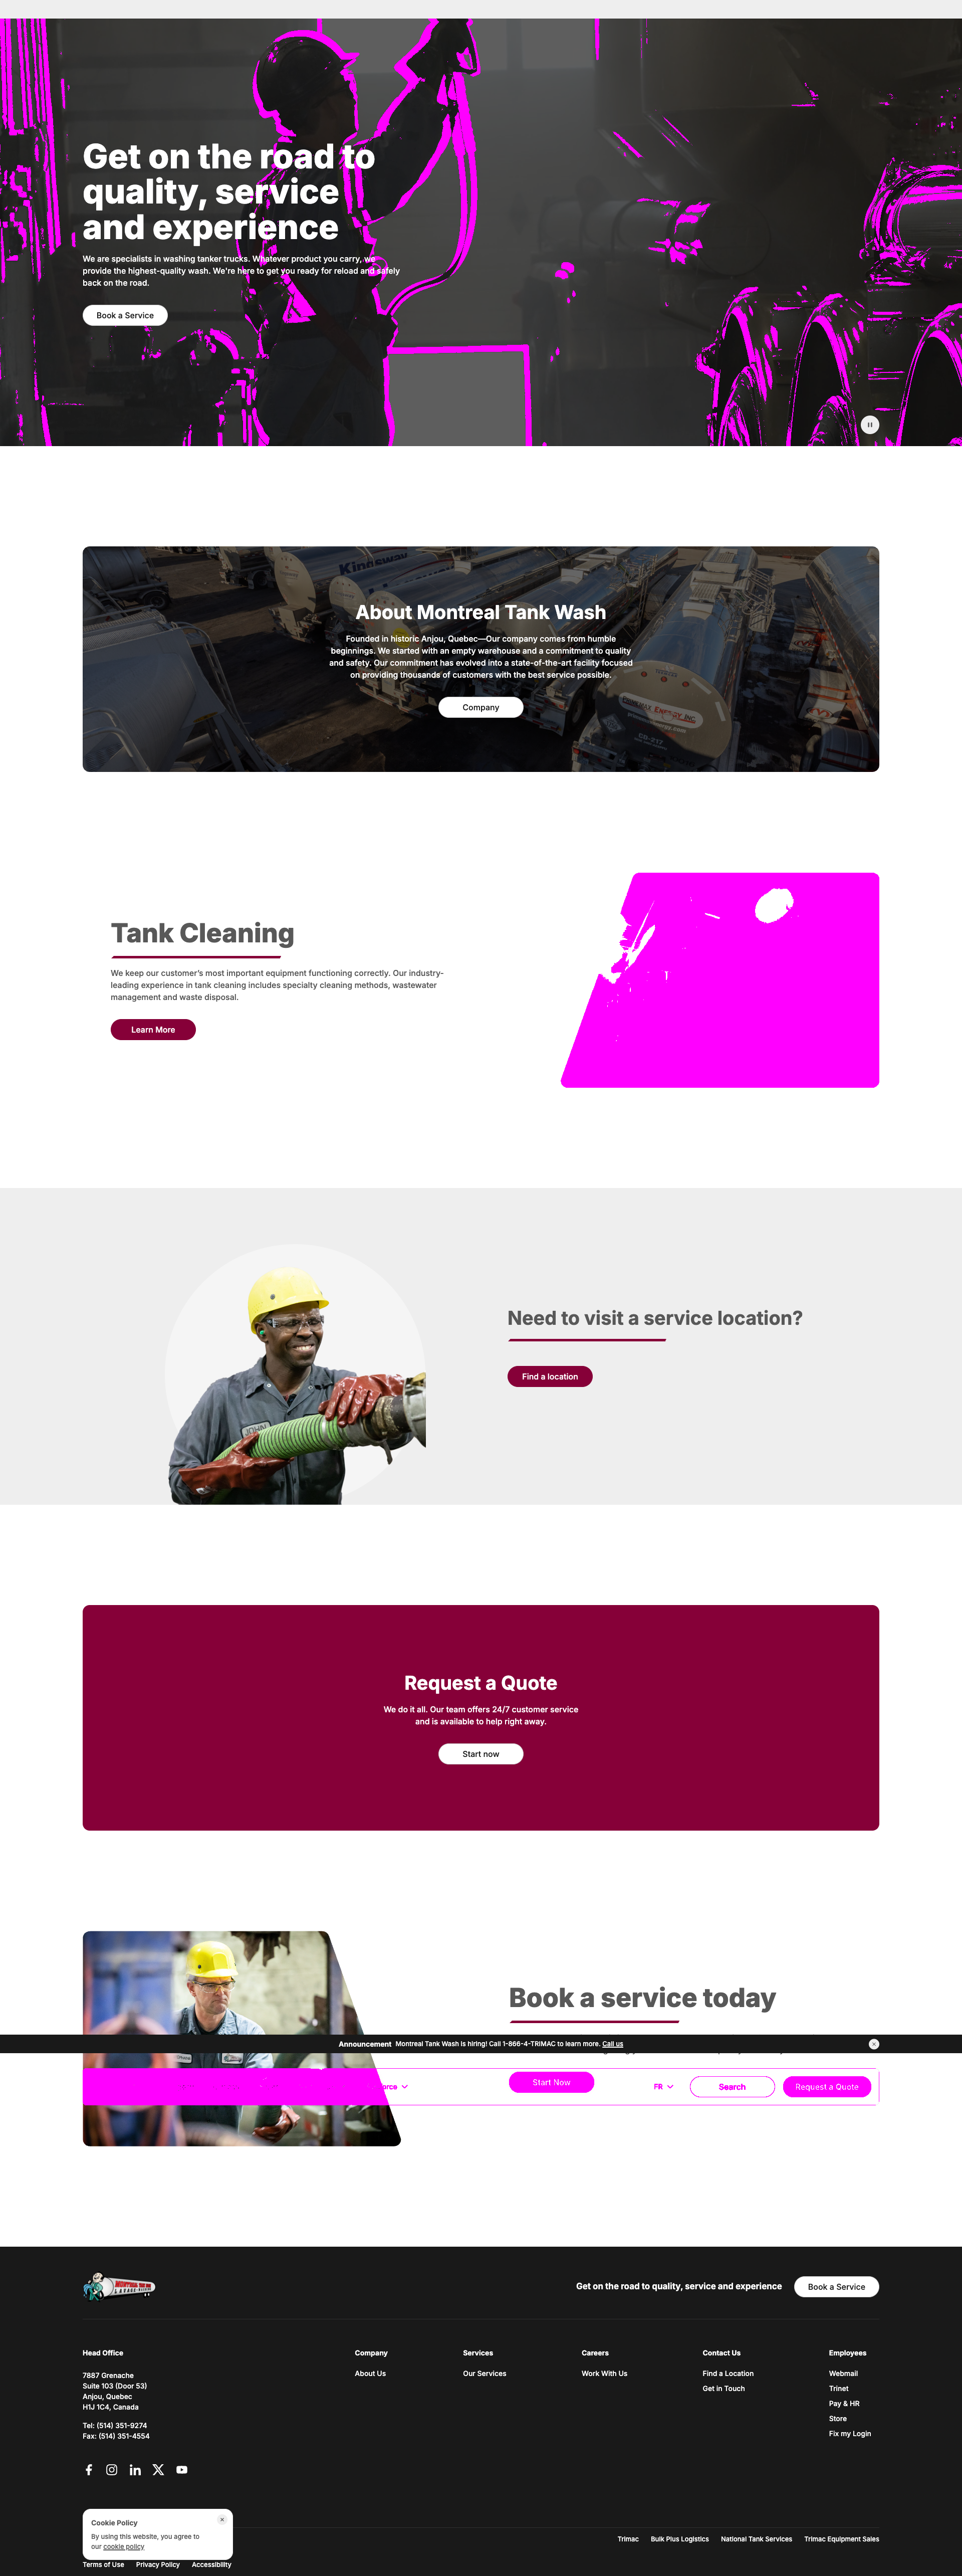 Get on the road to
quality, service
and experience
We are specialists in washing tanker trucks. Whatever product you carry, we
provide the highest-quality wash. We're here to get you ready for reload and safely
back on the road.
Book a Service
Kingsway
About Montreal Tank Wash
Founded in historic Anjou, Quebec—Our company comes from humble
beginnings. We started with an empty warehouse and a commitment to quality
and safety. Our commitment has evolved into a state-of-the-art facility focused
on providing thousands of customers with the best service possible.
Company
Tank Cleaning
We keep our customer's most important equipment functioning correctly. Our industry-
leading experience in tank cleaning includes specialty cleaning methods, wastewater
management and waste disposal.
Learn More
Need to visit a service location?
Find a location
JOHN
Request a Quote
We do it all. Our team offers 24/7 customer service
and is available to help right away.
Start now
Book a service today
Announcement Montreal Tank Wash is hiring! Call 1-866-4-TRIMAC to learn more. Call us
Start Now
FR
Search
Request a Quote
Get on the road to quality, service and experience
Book a Service
Head Office
7887 Grenache
Suite 103 (Door 53)
Anjou, Quebec
H1J 1C4, Canada
Tel: (514) 351-9274
Fax: (514) 351-4554
Company
About Us
Services
Our Services
Careers
Work With Us
Contact Us
Find a Location
Get in Touch
Employees
Webmail
Trinet
Pay & HR
Store
Fix my Login
Cookie Policy
By using this website, you agree to
our cookie policy
Trimac Bulk Plus Logistics National Tank Services Trimac Equipment Sales
Terms of Use Privacy Policy Accessibility